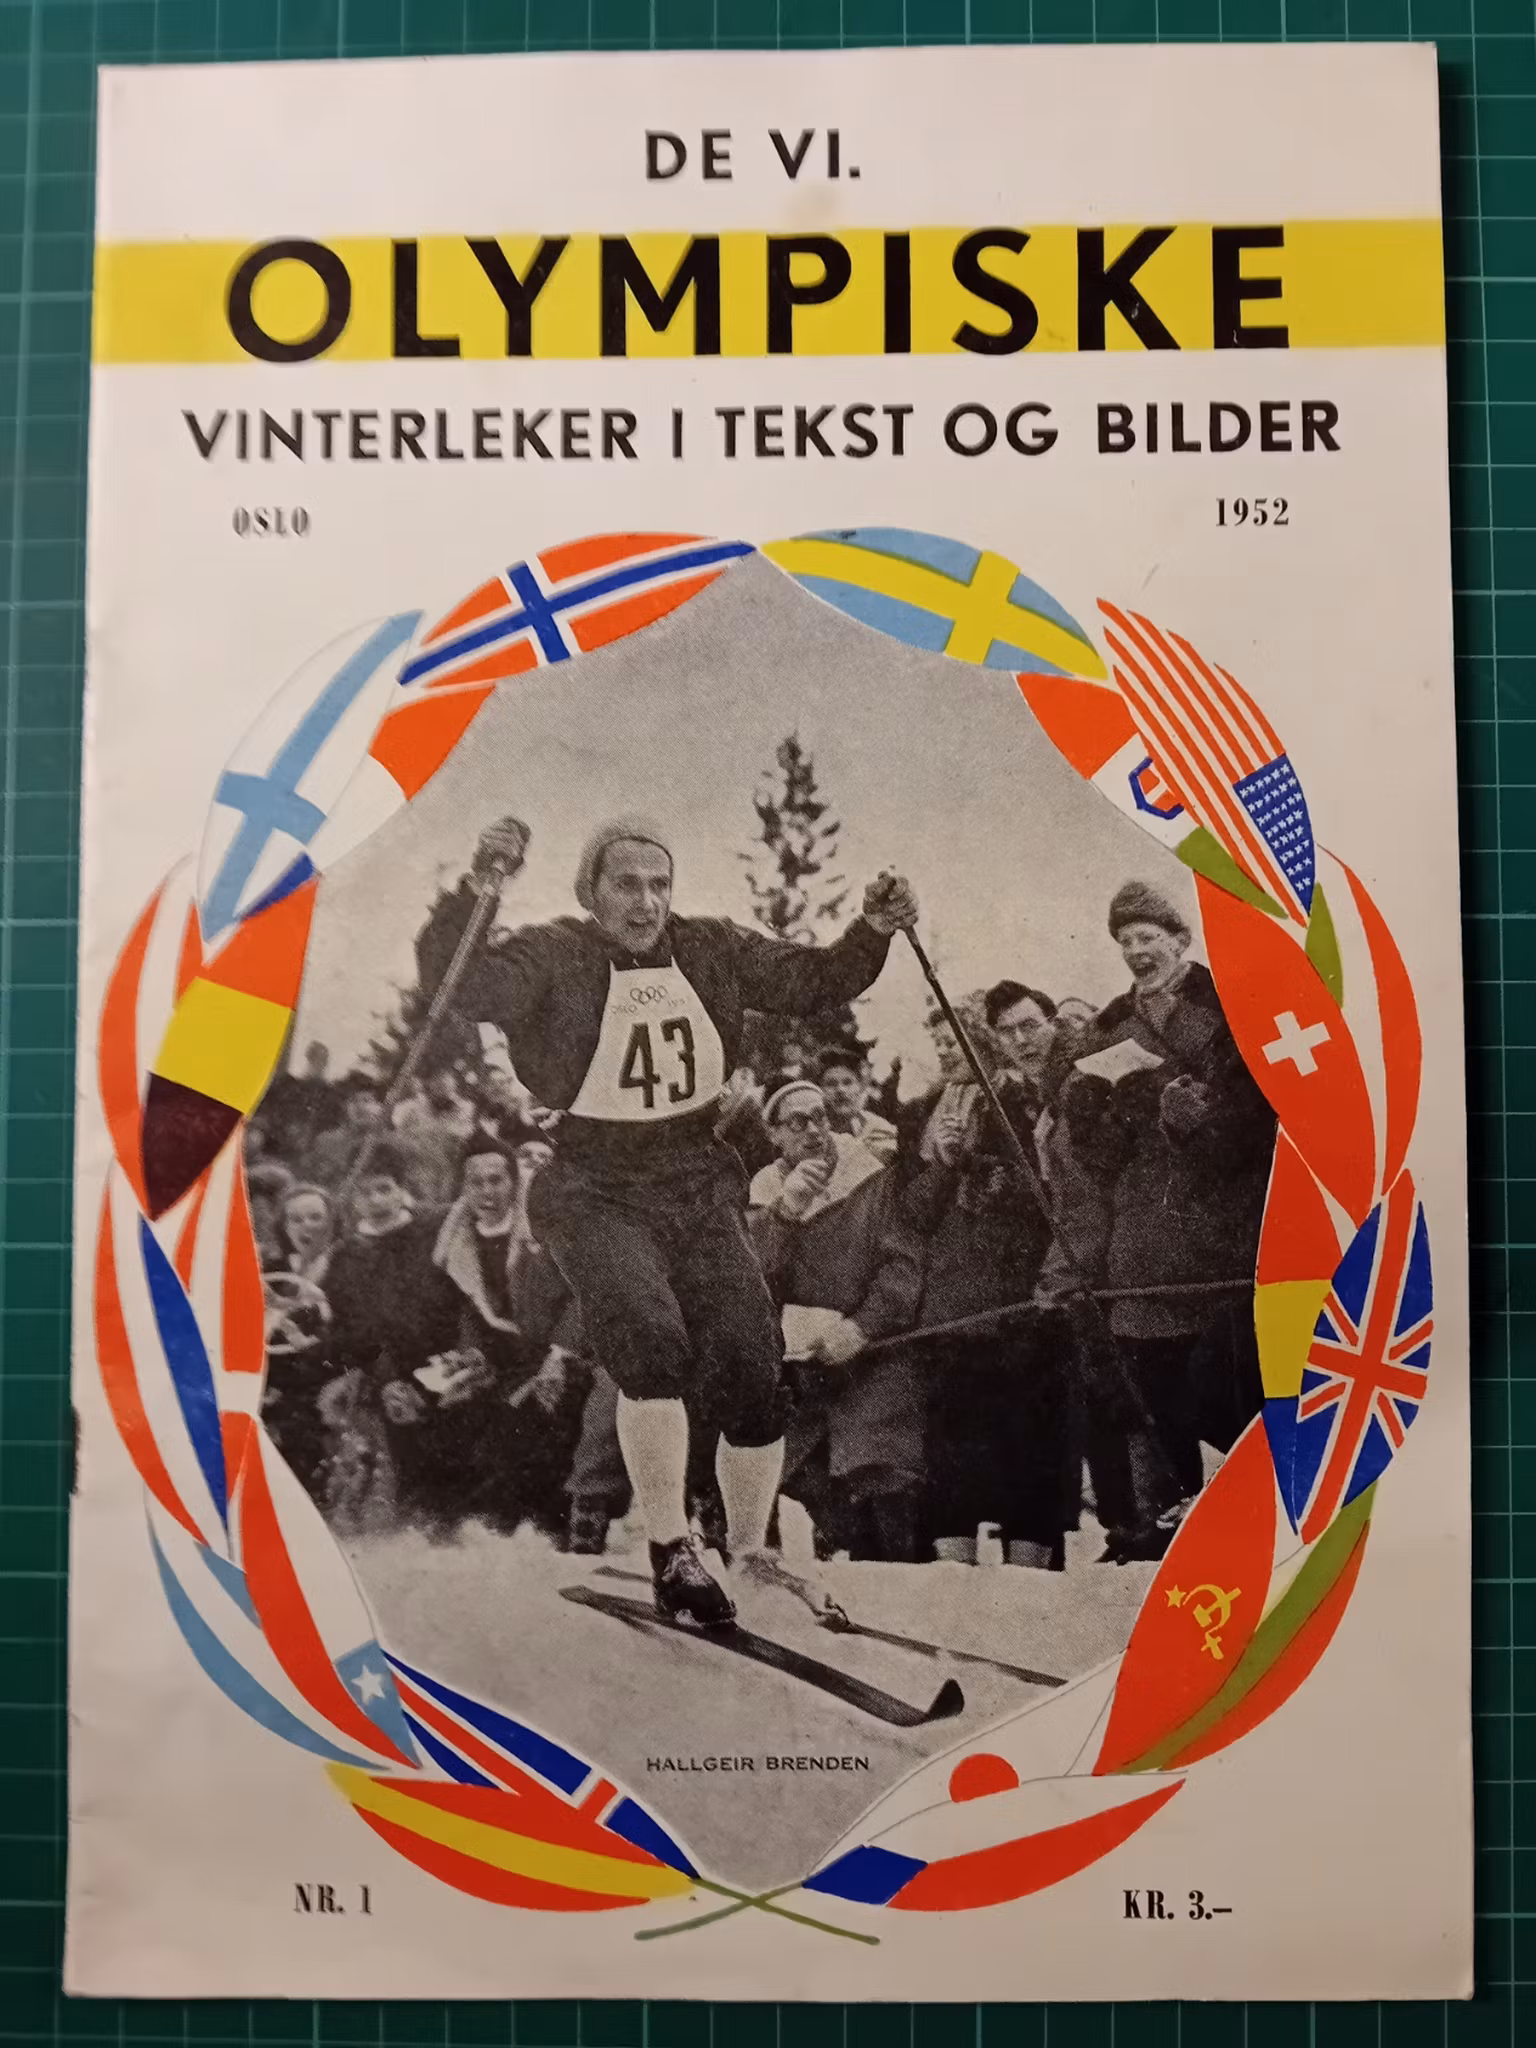 DE VI.
OLYMPISKE
VINTERLEKER I TEKST OG BILDER
OSLO 1952
43
HALLGEIR BRENDEN
NR. 1 KR. 3.–